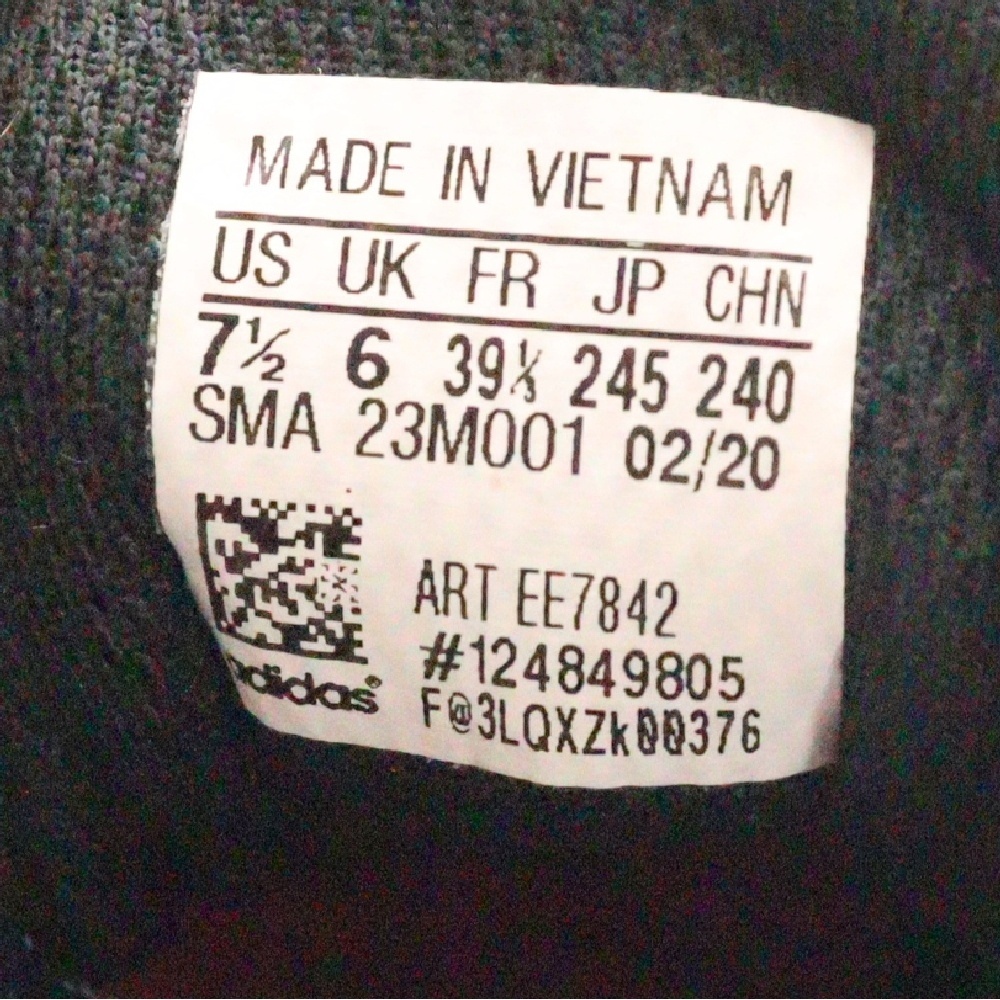 MADE IN VIETNAM
US UK FR JP CHN
7½ 6 39⅓ 245 240
SMA 23M001 02/20
ART EE7842
#124849805
F@3LQXZk00376
adidas®